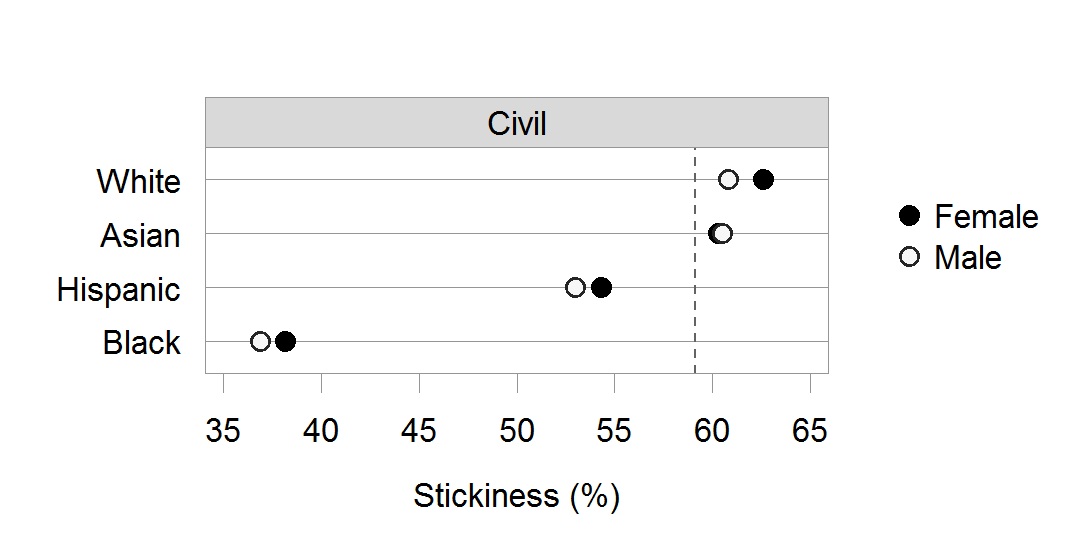 Civil
White
Asian
Hispanic
Black
Female
Male
35 40 45 50 55 60 65
Stickiness (%)